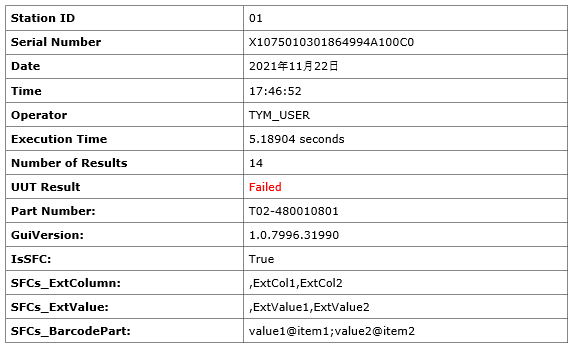 Station ID 01
Serial Number X1075010301864994A100C0
Date 2021年11月22日
Time 17:46:52
Operator TYM_USER
Execution Time 5.18904 seconds
Number of Results 14
UUT Result Failed
Part Number: T02-480010801
GuiVersion: 1.0.7996.31990
IsSFC: True
SFCs_ExtColumn: ,ExtCol1,ExtCol2
SFCs_ExtValue: ,ExtValue1,ExtValue2
SFCs_BarcodePart: value1@item1;value2@item2